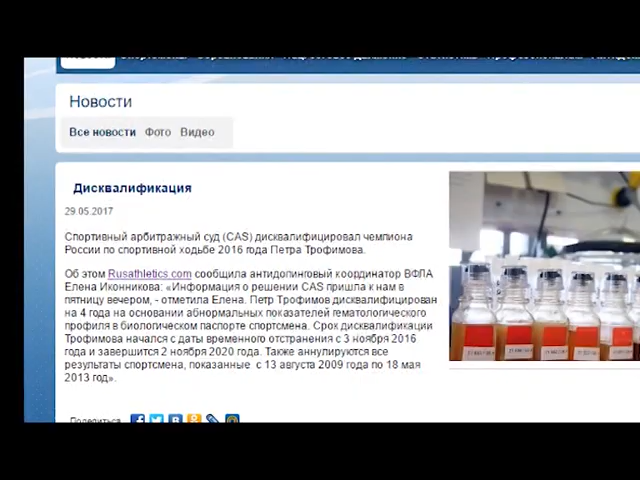 Новости
Все новости Фото Видео
Дисквалификация
29.05.2017
Спортивный арбитражный суд (CAS) дисквалифицировал чемпиона
России по спортивной ходьбе 2016 года Петра Трофимова.
Об этом Rusathletics.com сообщила антидопинговый координатор ВФЛА
Елена Иконникова: «Информация о решении CAS пришла к нам в
пятницу вечером, - отметила Елена. Петр Трофимов дисквалифицирован
на 4 года на основании абнормальных показателей гематологического
профиля в биологическом паспорте спортсмена. Срок дисквалификации
Трофимова начался с даты временного отстранения с 3 ноября 2016
года и завершится 2 ноября 2020 года. Также аннулируются все
результаты спортсмена, показанные с 13 августа 2009 года по 18 мая
2013 год».
Поделиться